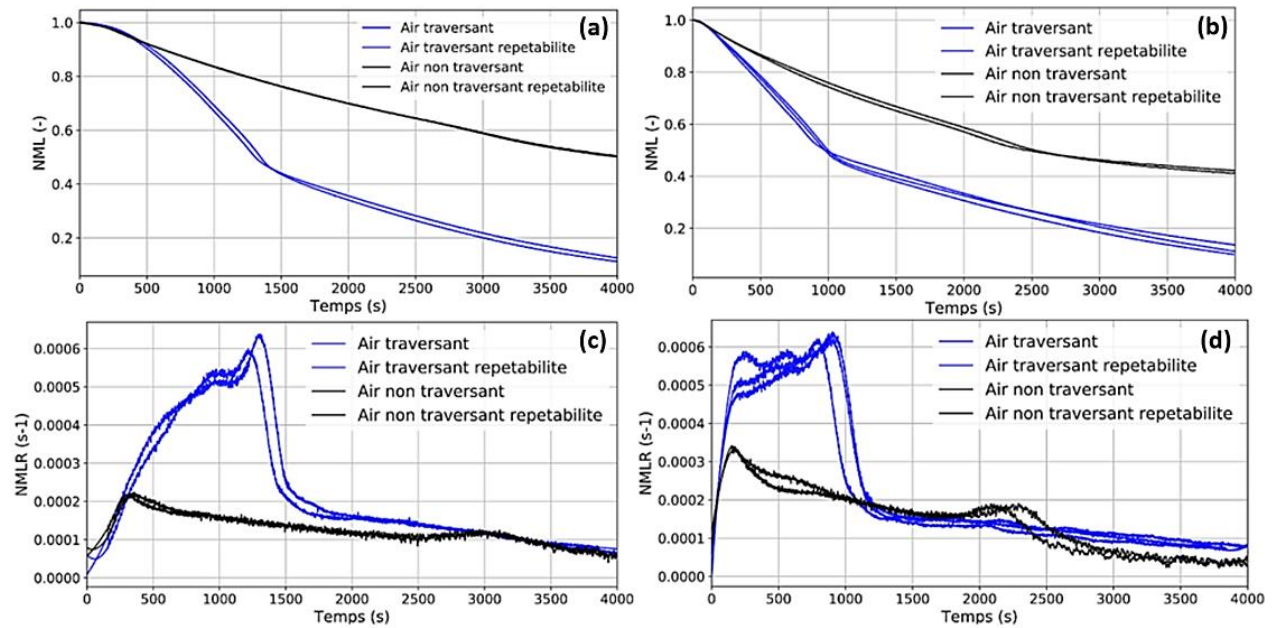 (a)
Air traversant
Air traversant repetabilite
Air non traversant
Air non traversant repetabilite
NML (-)
1.0
0.8
0.6
0.4
0.2
0 500 1000 1500 2000 2500 3000 3500 4000
Temps (s)
(b)
Air traversant
Air traversant repetabilite
Air non traversant
Air non traversant repetabilite
NML (-)
1.0
0.8
0.6
0.4
0.2
0 500 1000 1500 2000 2500 3000 3500 4000
Temps (s)
(c)
Air traversant
Air traversant repetabilite
Air non traversant
Air non traversant repetabilite
NMLR (s-1)
0.0006
0.0005
0.0004
0.0003
0.0002
0.0001
0.0000
0 500 1000 1500 2000 2500 3000 3500 4000
Temps (s)
(d)
Air traversant
Air traversant repetabilite
Air non traversant
Air non traversant repetabilite
NMLR (s-1)
0.0006
0.0005
0.0004
0.0003
0.0002
0.0001
0.0000
0 500 1000 1500 2000 2500 3000 3500 4000
Temps (s)